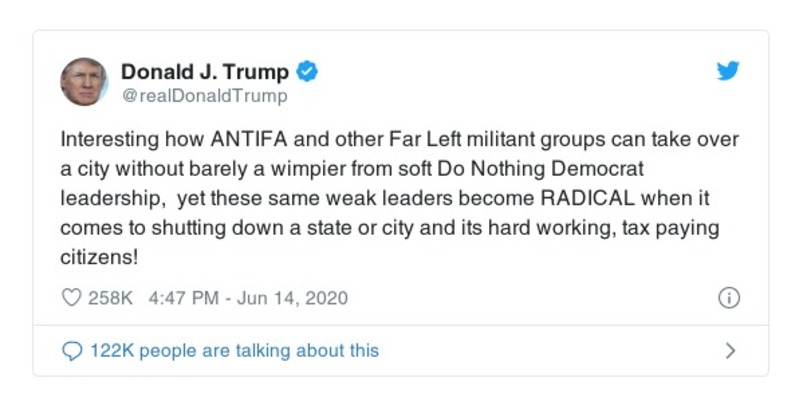 Donald J. Trump
@realDonaldTrump
Interesting how ANTIFA and other Far Left militant groups can take over
a city without barely a wimpier from soft Do Nothing Democrat
leadership,  yet these same weak leaders become RADICAL when it
comes to shutting down a state or city and its hard working, tax paying
citizens!
258K 4:47 PM - Jun 14, 2020
122K people are talking about this